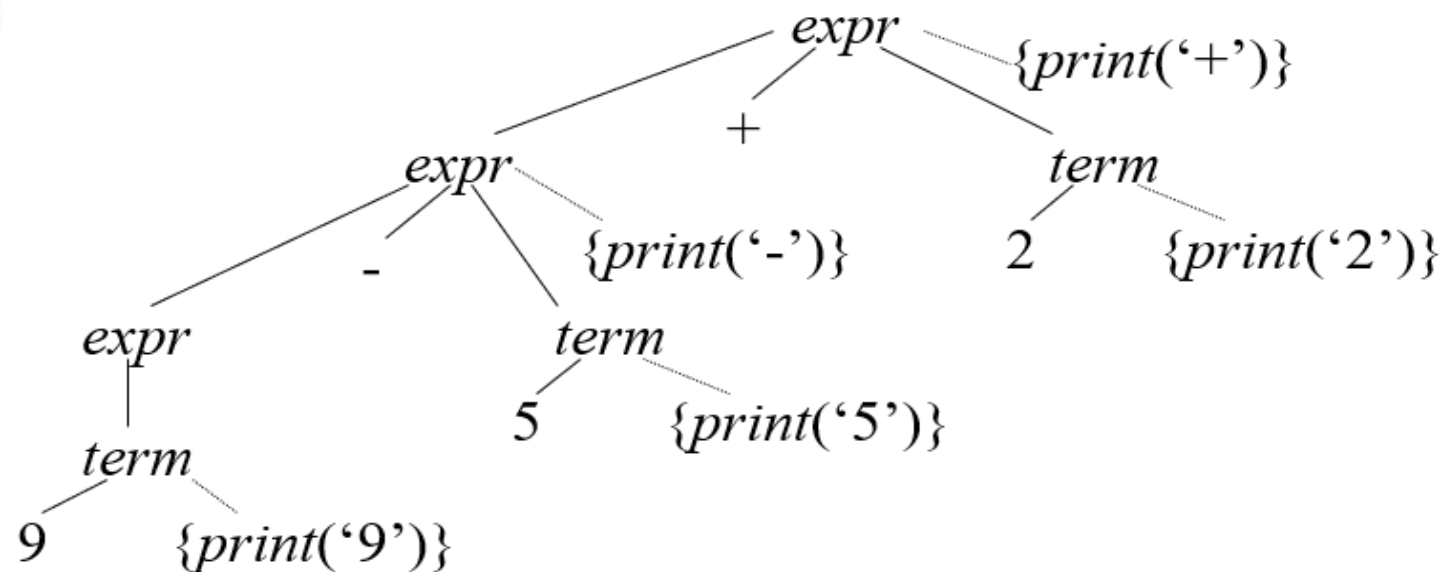 expr
{print(‘+’)}
+
expr
term
-
{print(‘-’)}
2
{print(‘2’)}
expr
term
5
{print(‘5’)}
term
9
{print(‘9’)}